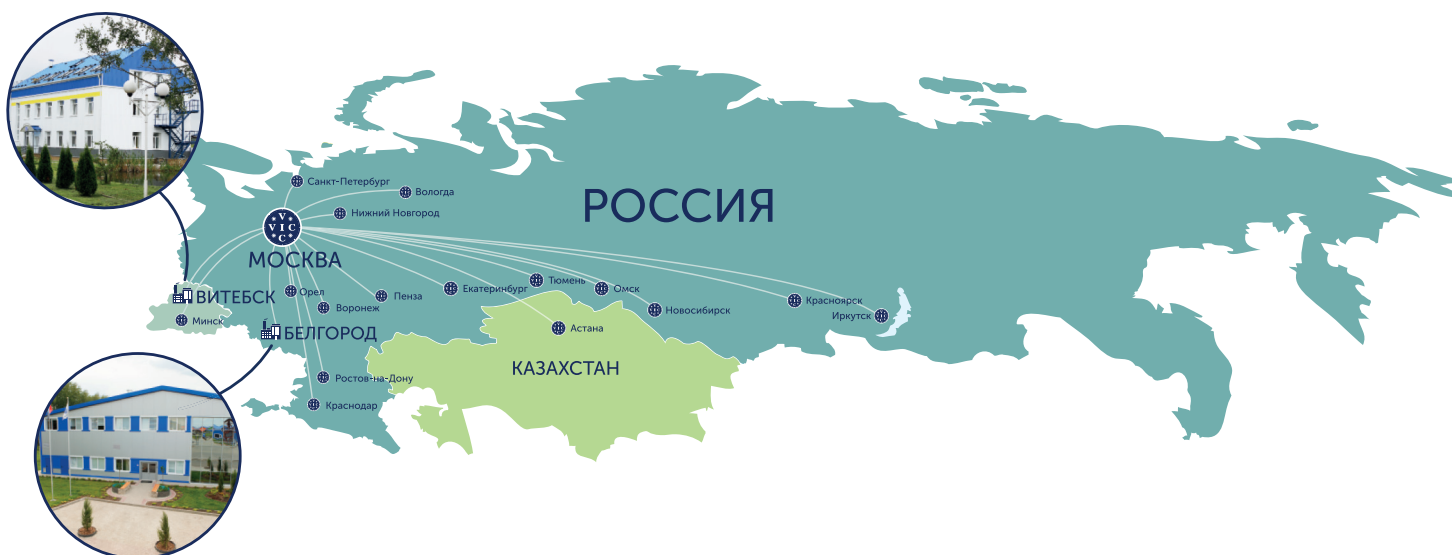 Санкт-Петербург
Вологда
РОССИЯ
Нижний Новгород
V
VIC
C
МОСКВА
Орел
Воронеж
Пенза
Екатеринбург
Тюмень
Омск
Новосибирск
Красноярск
Иркутск
ВИТЕБСК
Минск
БЕЛГОРОД
Астана
КАЗАХСТАН
Ростов-на-Дону
Краснодар